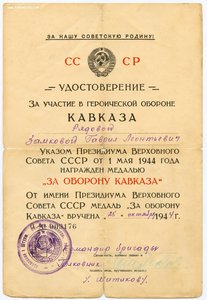 ЗА НАШУ СОВЕТСКУЮ РОДИНУ!
СС СР
УДОСТОВЕРЕНИЕ
ЗА УЧАСТИЕ В ГЕРОИЧЕСКОЙ ОБОРОНЕ
КАВКАЗА
Рядовой
Замковой Гаврил Леонтьевич
УКАЗОМ ПРЕЗИДИУМА ВЕРХОВНОГО
СОВЕТА СССР ОТ 1 МАЯ 1944 ГОДА
НАГРАЖДЕН МЕДАЛЬЮ
„ЗА ОБОРОНУ КАВКАЗА"
ОТ ИМЕНИ ПРЕЗИДИУМА ВЕРХОВНОГО
СОВЕТА СССР МЕДАЛЬ „ЗА ОБОРОНУ
КАВКАЗА" ВРУЧЕНА „26" октября 1944 г.
Командир бригады